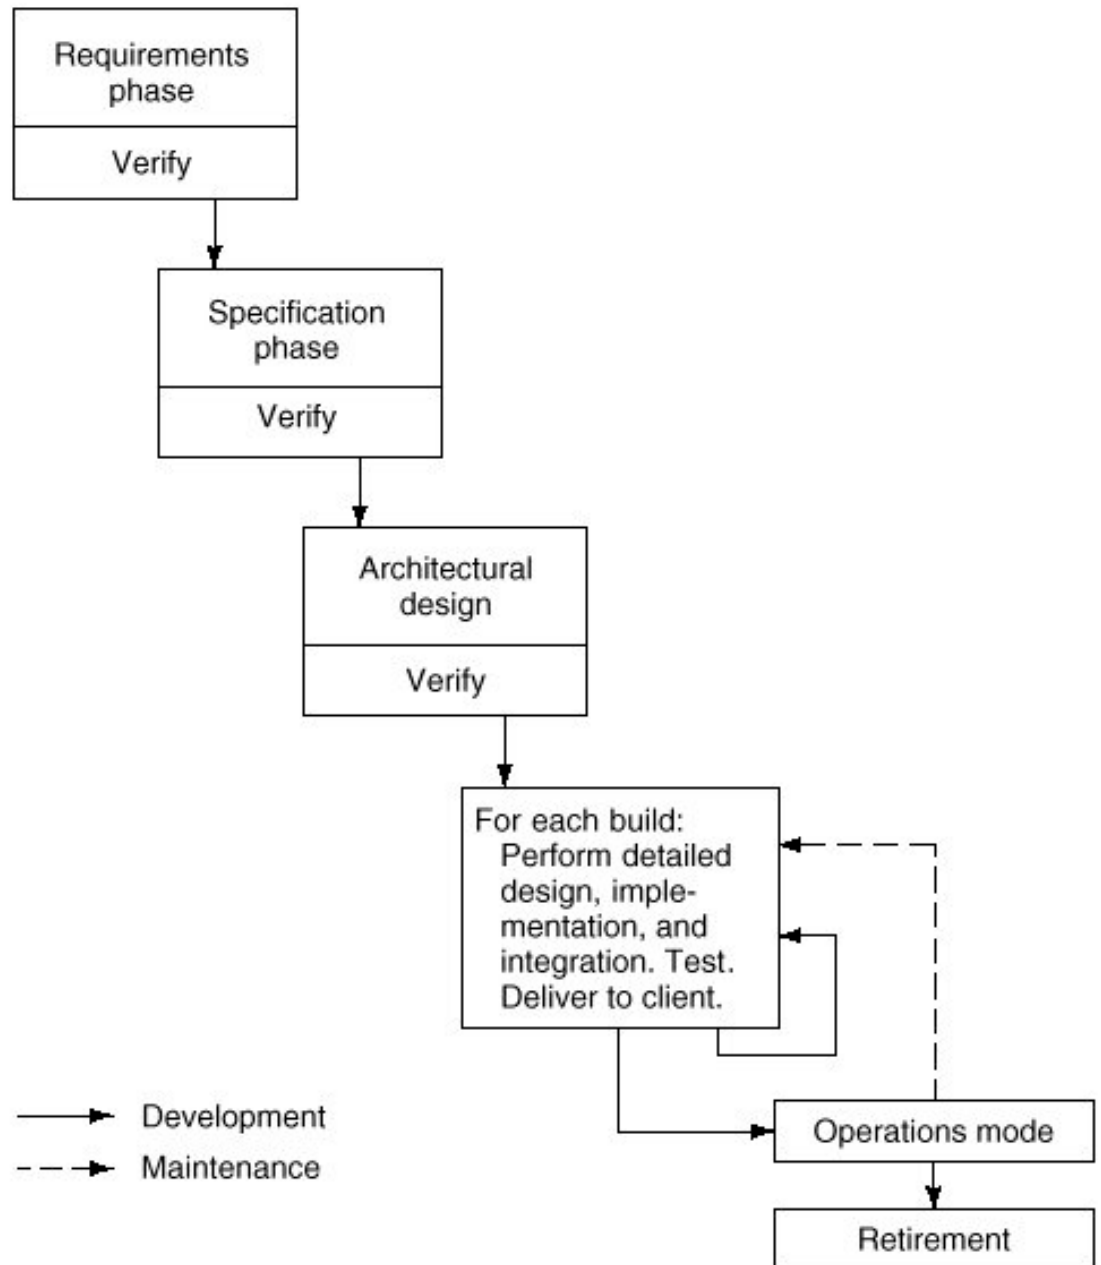 Requirements
phase
Verify
Specification
phase
Verify
Architectural
design
Verify
For each build:
Perform detailed
design, imple-
mentation, and
integration. Test.
Deliver to client.
Development
Maintenance
Operations mode
Retirement